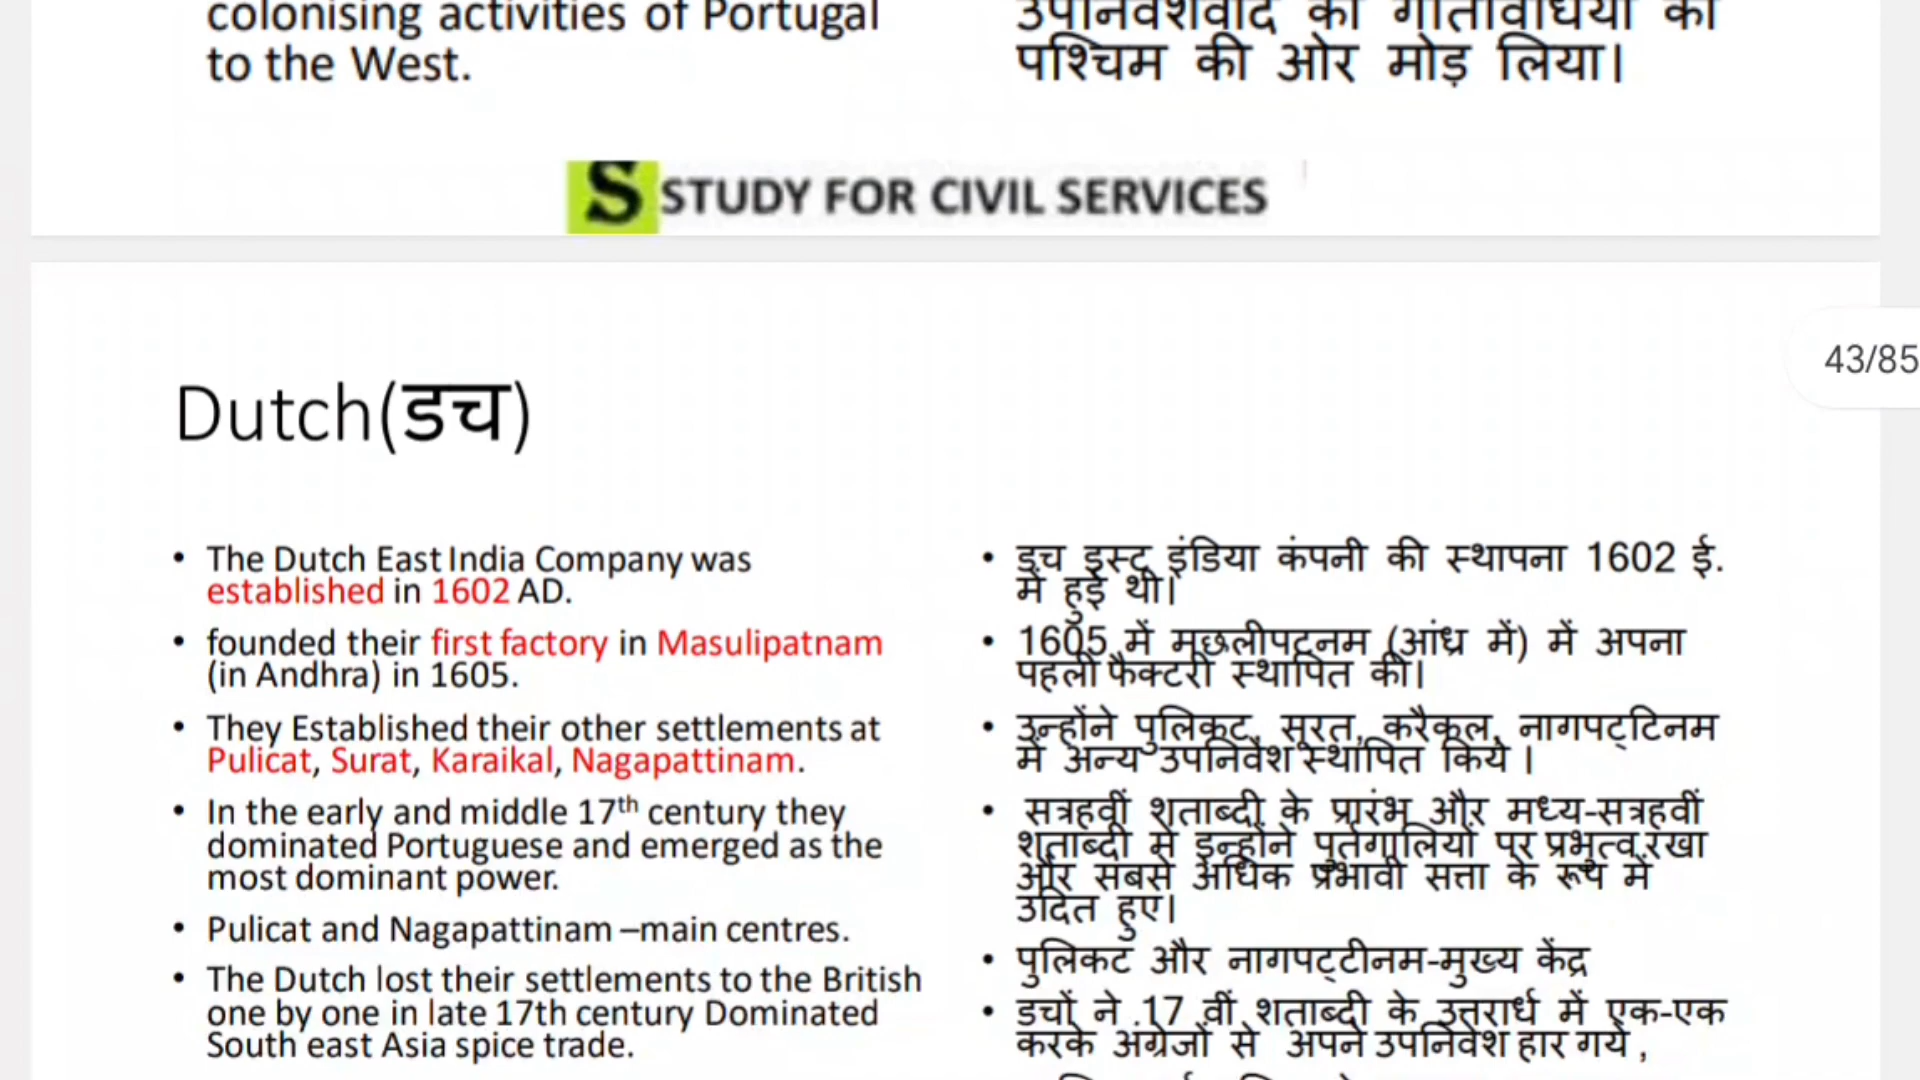 colonising activities of Portugal
to the West.
उपनिवेशवाद की गतिविधियों को
पश्चिम की ओर मोड़ लिया।
S STUDY FOR CIVIL SERVICES
43/85
Dutch(डच)
• The Dutch East India Company was
established in 1602 AD.
• founded their first factory in Masulipatnam
(in Andhra) in 1605.
• They Established their other settlements at
Pulicat, Surat, Karaikal, Nagapattinam.
• In the early and middle 17th century they
dominated Portuguese and emerged as the
most dominant power.
• Pulicat and Nagapattinam –main centres.
• The Dutch lost their settlements to the British
one by one in late 17th century Dominated
South east Asia spice trade.
• डच इस्ट इंडिया कंपनी की स्थापना 1602 ई.
में हुई थी।
• 1605 में मछलीपटनम (आंध्र में) में अपना
पहली फैक्टरी स्थापित की।
• उन्होंने पुलिकट, सूरत, करैकल, नागपट्टिनम
में अन्य उपनिवेश स्थापित किये ।
• सत्रहवीं शताब्दी के प्रारंभ और मध्य-सत्रहवीं
शताब्दी में इन्होंने पुर्तगालियों पर प्रभुत्व रखा
और सबसे अधिक प्रभावी सत्ता के रूप में
उदित हुए।
• पुलिकट और नागपट्टीनम-मुख्य केंद्र
• डचों ने 17 वीं शताब्दी के उत्तरार्ध में एक-एक
करके अंग्रेजों से अपने उपनिवेश हार गये ,